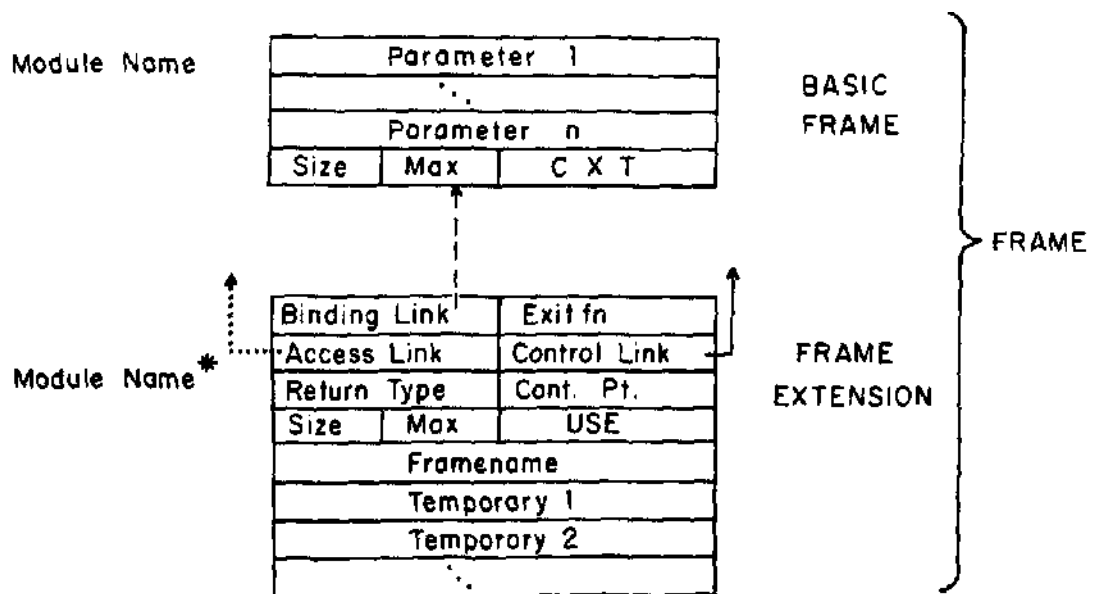 Module Name
Parameter 1
Parameter n
Size Max C X T
BASIC
FRAME
FRAME
Binding Link Exit fn
Access Link Control Link
Module Name*
Return Type Cont. Pt.
Size Max USE
Framename
Temporary 1
Temporary 2
FRAME
EXTENSION